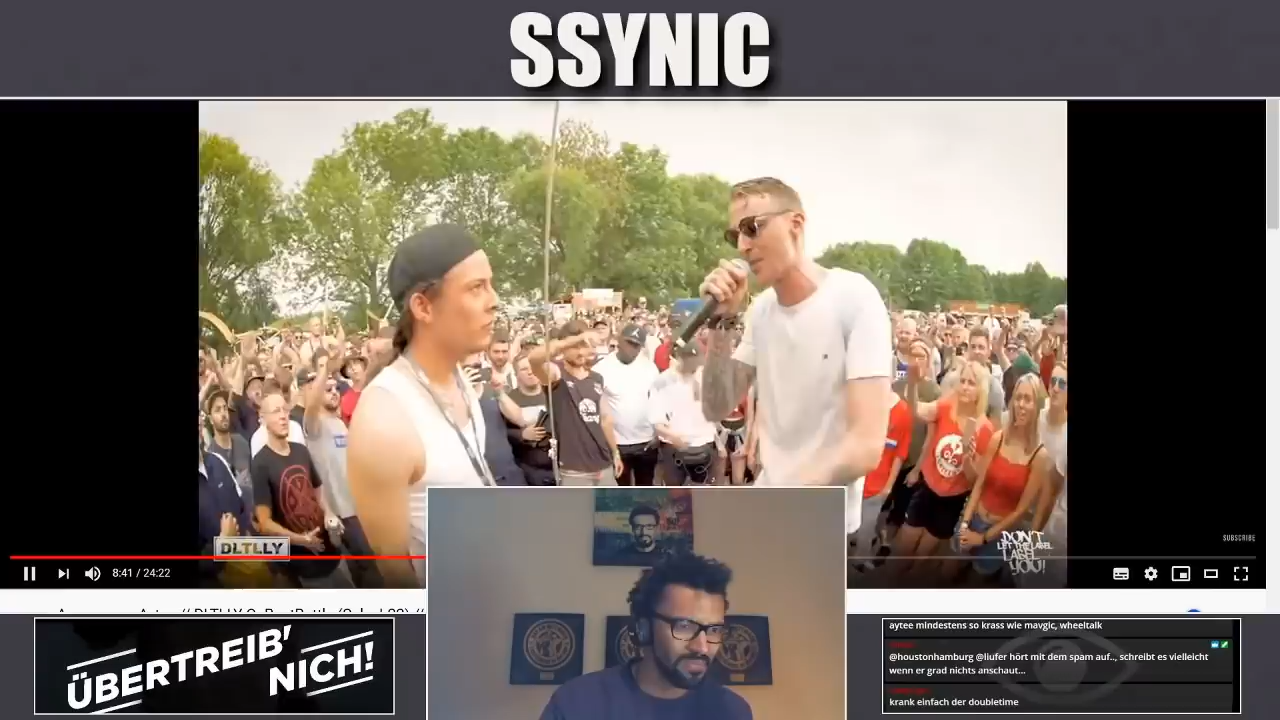 SSYNIC
DLTLLY
DON'T
LET THE LABEL
LABEL
YOU!
SUBSCRIBE
8:41 / 24:22
ÜBERTREIB'
NICH!
aytee mindestens so krass wie mavgic, wheeltalk
@houstonhamburg @liufer hört mit dem spam auf.., schreibt es vielleicht
wenn er grad nichts anschaut...
krank einfach der doubletime